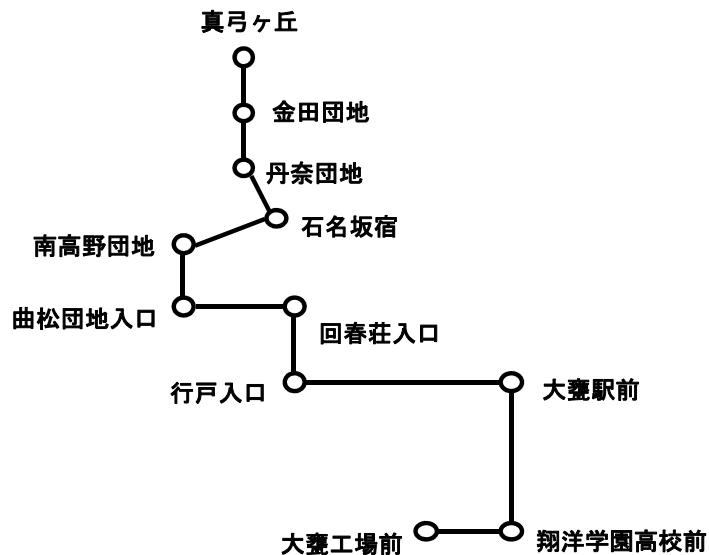 真弓ヶ丘
金田団地
丹奈団地
石名坂宿
南高野団地
曲松団地入口
回春荘入口
行戸入口
大甕駅前
大甕工場前
翔洋学園高校前